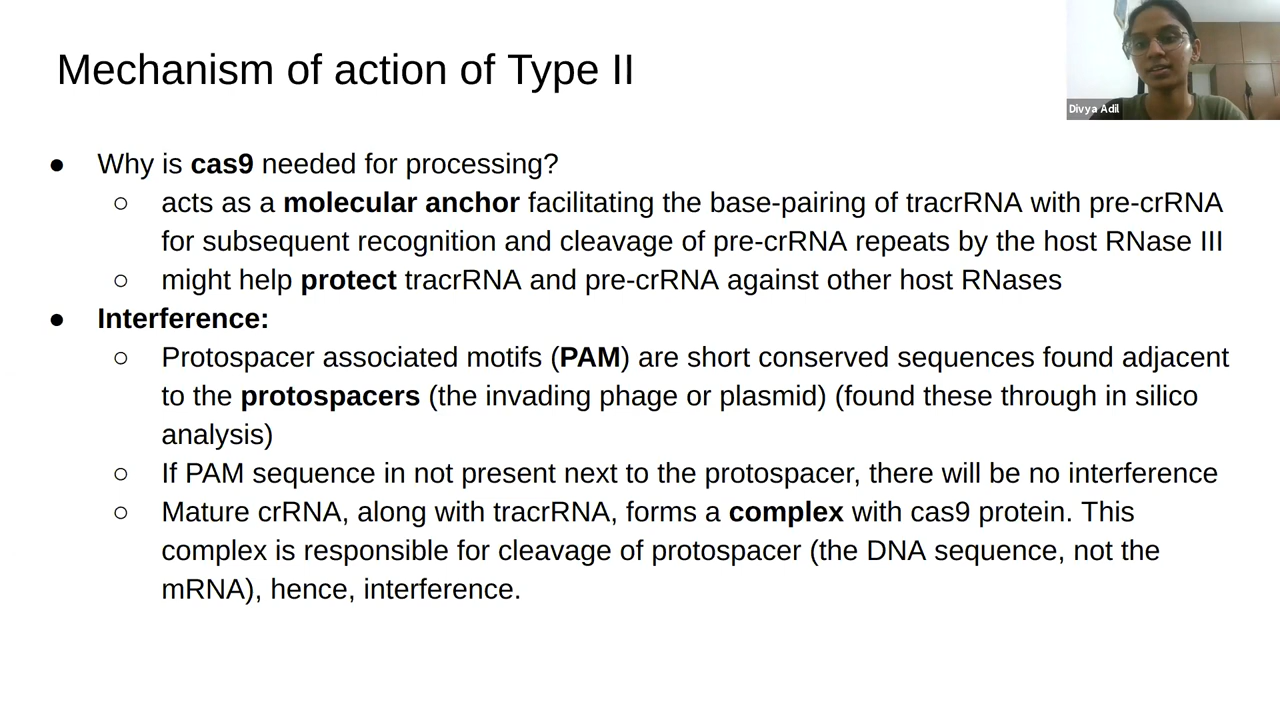 Mechanism of action of Type II
Divya Adil
● Why is cas9 needed for processing?
○ acts as a molecular anchor facilitating the base-pairing of tracrRNA with pre-crRNA
for subsequent recognition and cleavage of pre-crRNA repeats by the host RNase III
○ might help protect tracrRNA and pre-crRNA against other host RNases
● Interference:
○ Protospacer associated motifs (PAM) are short conserved sequences found adjacent
to the protospacers (the invading phage or plasmid) (found these through in silico
analysis)
○ If PAM sequence in not present next to the protospacer, there will be no interference
○ Mature crRNA, along with tracrRNA, forms a complex with cas9 protein. This
complex is responsible for cleavage of protospacer (the DNA sequence, not the
mRNA), hence, interference.